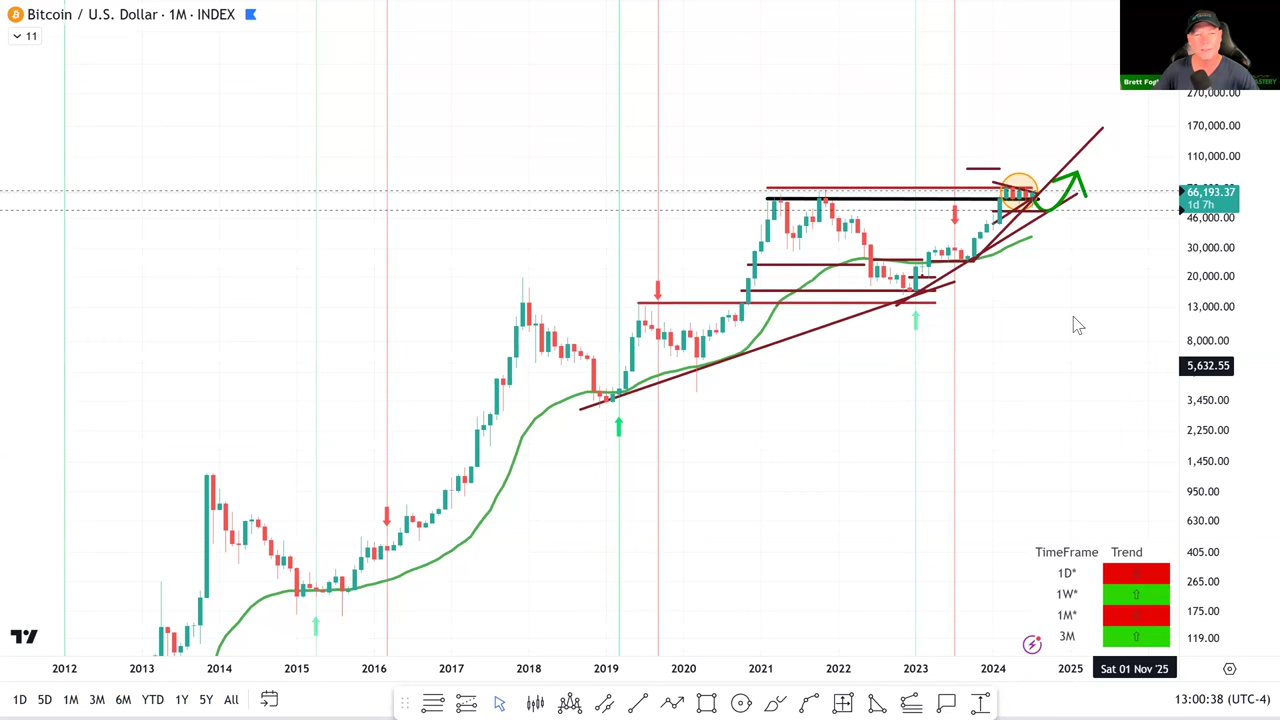 Bitcoin / U.S. Dollar · 1M · INDEX
11
Brett
270,000.00
170,000.00
110,000.00
66,193.37
1d 7h
46,000.00
30,000.00
20,000.00
13,000.00
8,000.00
5,632.55
3,450.00
2,250.00
1,450.00
950.00
630.00
405.00
265.00
175.00
119.00
TimeFrame Trend
1D* 
1W* ⇧
1M* 
3M ⇧
2012 2013 2014 2015 2016 2017 2018 2019 2020 2021 2022 2023 2024 2025 Sat 01 Nov '25
1D 5D 1M 3M 6M YTD 1Y 5Y All 13:00:38 (UTC-4)